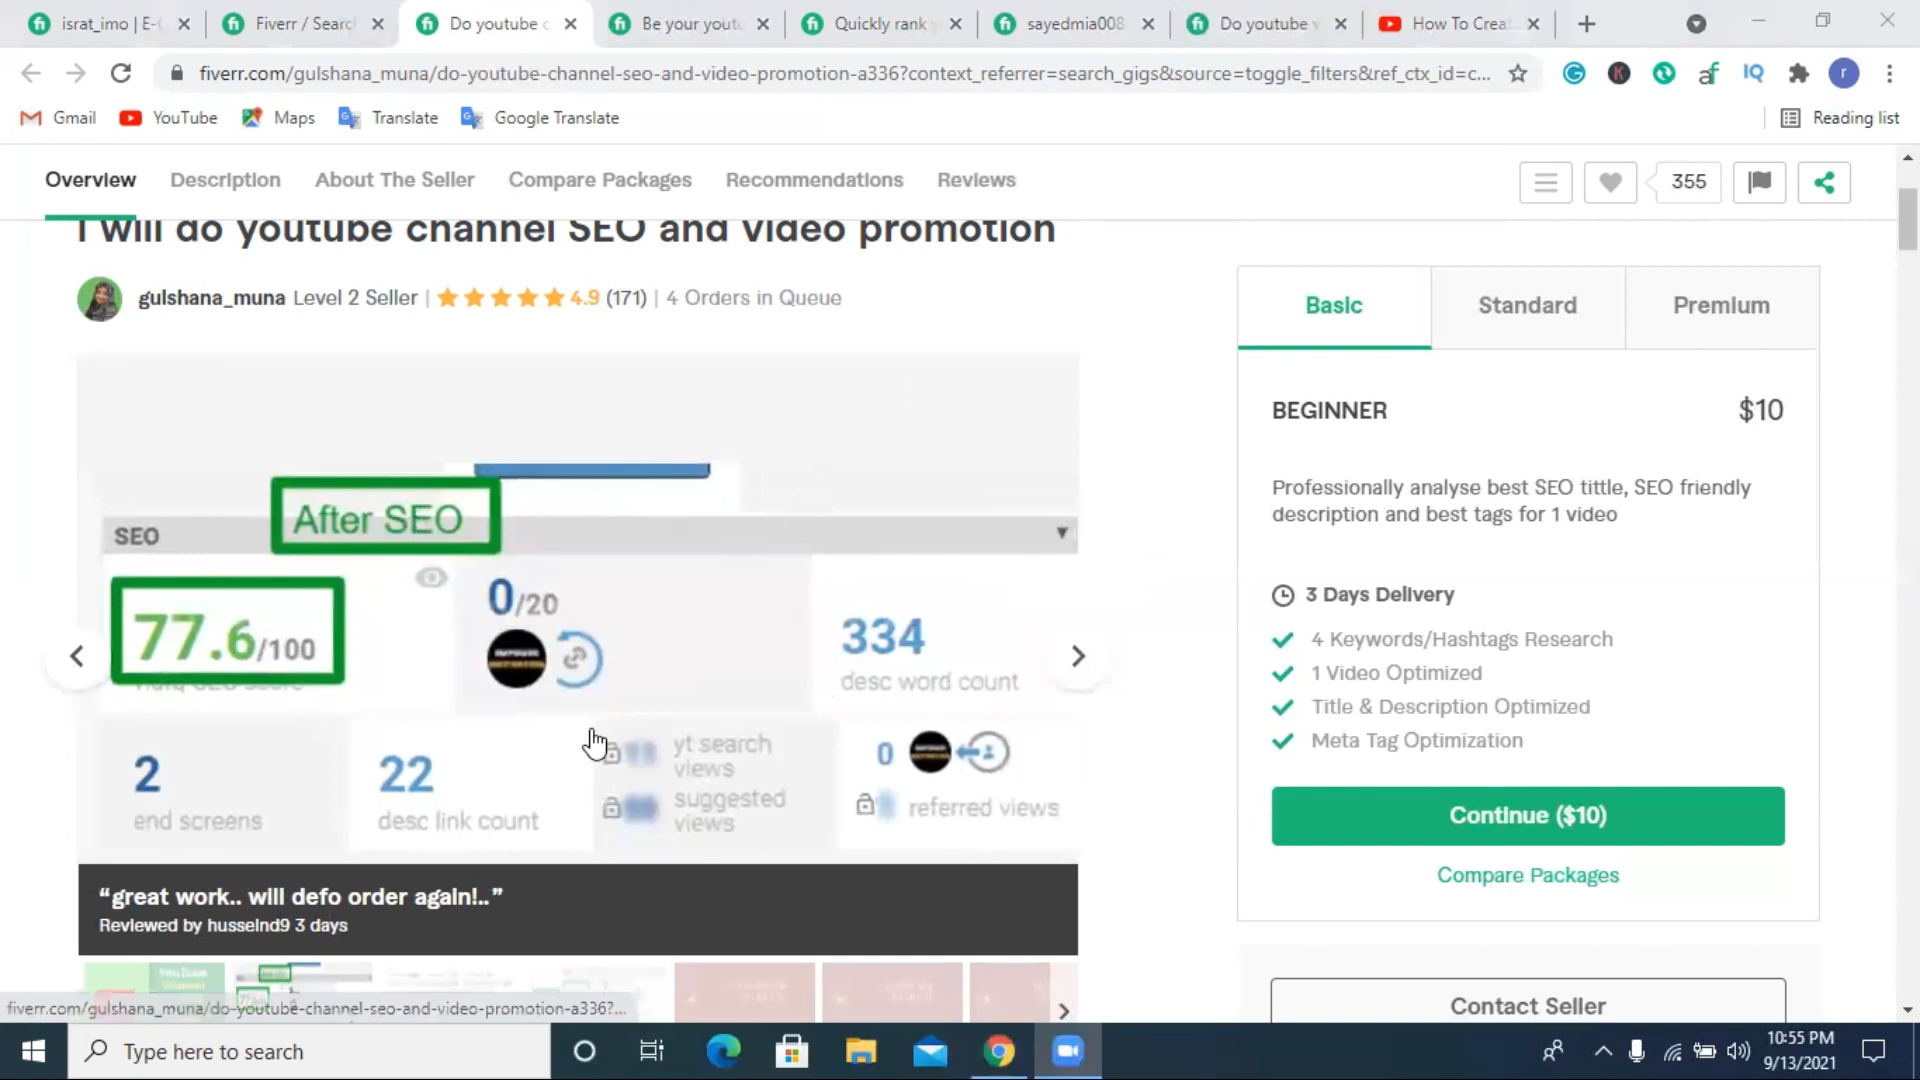 israt_imo | E-
Fiverr / Searc
Do youtube c
Be your youtu
Quickly rank
sayedmia008
Do youtube v
How To Creat
fiverr.com/gulshana_muna/do-youtube-channel-seo-and-video-promotion-a336?context_referrer=search_gigs&source=toggle_filters&ref_ctx_id=c...
IQ
r
Gmail
YouTube
Maps
Translate
Google Translate
Reading list
Overview
Description
About The Seller
Compare Packages
Recommendations
Reviews
355
I will do youtube channel SEO and video promotion
gulshana_muna Level 2 Seller | 4.9 (171) | 4 Orders in Queue
After SEO
SEO
77.6/100
0/20
334
desc word count
2
end screens
22
desc link count
yt search
views
suggested
views
0
referred views
“great work.. will defo order again!..”
Reviewed by husseind9 3 days
Basic
Standard
Premium
BEGINNER
$10
Professionally analyse best SEO tittle, SEO friendly
description and best tags for 1 video
3 Days Delivery
4 Keywords/Hashtags Research
1 Video Optimized
Title & Description Optimized
Meta Tag Optimization
Continue ($10)
Compare Packages
Contact Seller
YouTube
Channel
fiverr.com/gulshana_muna/do-youtube-channel-seo-and-video-promotion-a336?...
Type here to search
10:55 PM
9/13/2021